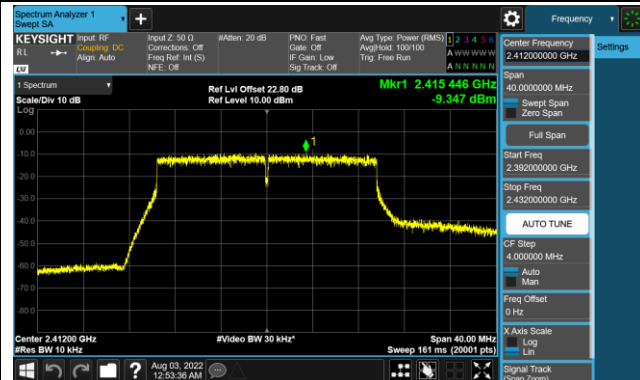 Spectrum Analyzer 1
Swept SA
Frequency
KEYSIGHT
RL
LXI
Input: RF
Coupling: DC
Align: Auto
Input Z: 50 Ω
Corrections: Off
Freq Ref: Int (S)
NFE: Off
#Atten: 20 dB
PNO: Fast
Gate: Off
IF Gain: Low
Sig Track: Off
Avg Type: Power (RMS)
Avg|Hold: 100/100
Trig: Free Run
1 2 3 4 5 6
A W W W W W
A N N N N N
1 Spectrum
Scale/Div 10 dB
Log
Ref Lvl Offset 22.80 dB
Ref Level 10.00 dBm
Mkr1 2.415 446 GHz
-9.347 dBm
1
0.00
-10.0
-20.0
-30.0
-40.0
-50.0
-60.0
-70.0
-80.0
Center 2.41200 GHz
#Res BW 10 kHz
#Video BW 30 kHz*
Span 40.00 MHz
Sweep 161 ms (20001 pts)
Aug 03, 2022
12:53:36 AM
?
Center Frequency
2.412000000 GHz
Settings
Span
40.0000000 MHz
Swept Span
Zero Span
Full Span
Start Freq
2.392000000 GHz
Stop Freq
2.432000000 GHz
AUTO TUNE
CF Step
4.000000 MHz
Auto
Man
Freq Offset
0 Hz
X Axis Scale
Log
Lin
Signal Track
(Span Zoom)